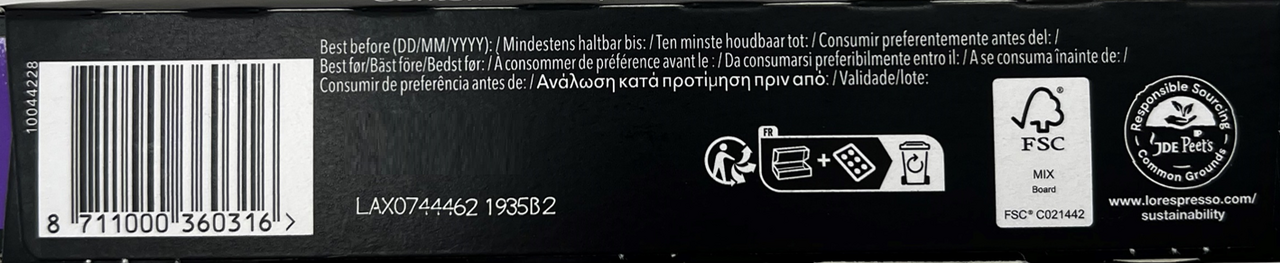 10044228
8 711000 360316 >
Best before (DD/MM/YYYY): / Mindestens haltbar bis: / Ten minste houdbaar tot: / Consumir preferentemente antes del: /
Best før/Bäst före/Bedst før: / À consommer de préférence avant le : / Da consumarsi preferibilmente entro il: / A se consuma înainte de: /
Consumir de preferência antes de: / Ανάλωση κατά προτίμηση πριν από: / Validade/lote:
LAX0744462 1935B2
FR
+
FSC®
MIX
Board
FSC® C021442
Responsible Sourcing
JDE Peet's
Common Grounds
www.lorespresso.com/
sustainability